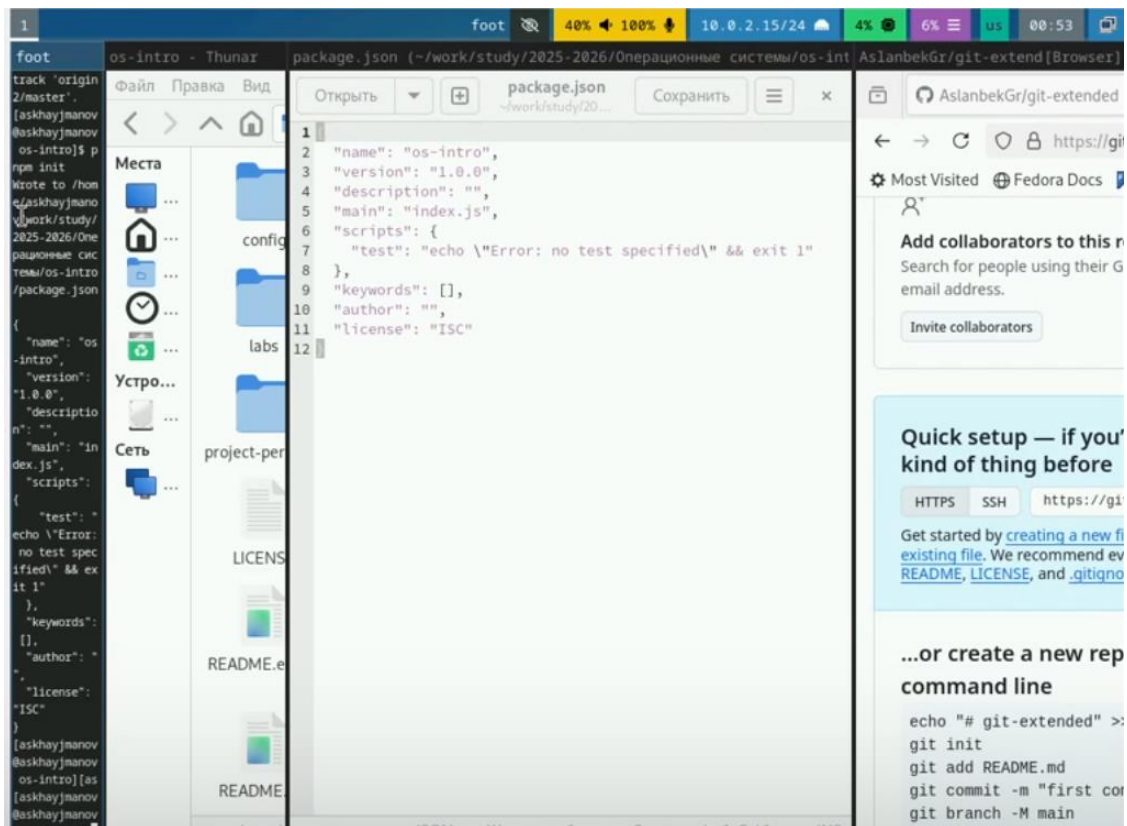 1
foot
40% 100%
10.0.2.15/24
4%
6%
us
00:53
foot
track 'origin
2/master'.
[askhayjmanov
@askhayjmanov
os-intro]$ p
npm init
Wrote to /hom
e/askhayjmano
v/work/study/
2025-2026/Опе
рационные сис
темы/os-intro
/package.json
{
"name": "os
-intro",
"version":
"1.0.0",
"descriptio
n": "",
"main": "in
dex.js",
"scripts":
{
"test": "
echo \"Error:
no test spec
ified\" && ex
it 1"
},
"keywords":
[],
"author": "
",
"license":
"ISC"
}
[askhayjmanov
@askhayjmanov
os-intro][as
[askhayjmanov
@askhayjmanov
os-intro - Thunar
Файл Правка Вид
Места
...
...
...
...
...
Устро...
...
Сеть
...
config
labs
project-per
LICENS
README.e
README.
package.json (~/work/study/2025-2026/Операционные системы/os-int
Открыть
package.json
~/work/study/20...
Сохранить
1 {
2 "name": "os-intro",
3 "version": "1.0.0",
4 "description": "",
5 "main": "index.js",
6 "scripts": {
7 "test": "echo \"Error: no test specified\" && exit 1"
8 },
9 "keywords": [],
10 "author": "",
11 "license": "ISC"
12 }
AslanbekGr/git-extend[Browser]
AslanbekGr/git-extended
https://git
Most Visited Fedora Docs
Add collaborators to this re
Search for people using their G
email address.
Invite collaborators
Quick setup — if you'
kind of thing before
HTTPS SSH https://git
Get started by creating a new fi
existing file. We recommend ev
README, LICENSE, and .gitigno
...or create a new rep
command line
echo "# git-extended" >>
git init
git add README.md
git commit -m "first com
git branch -M main